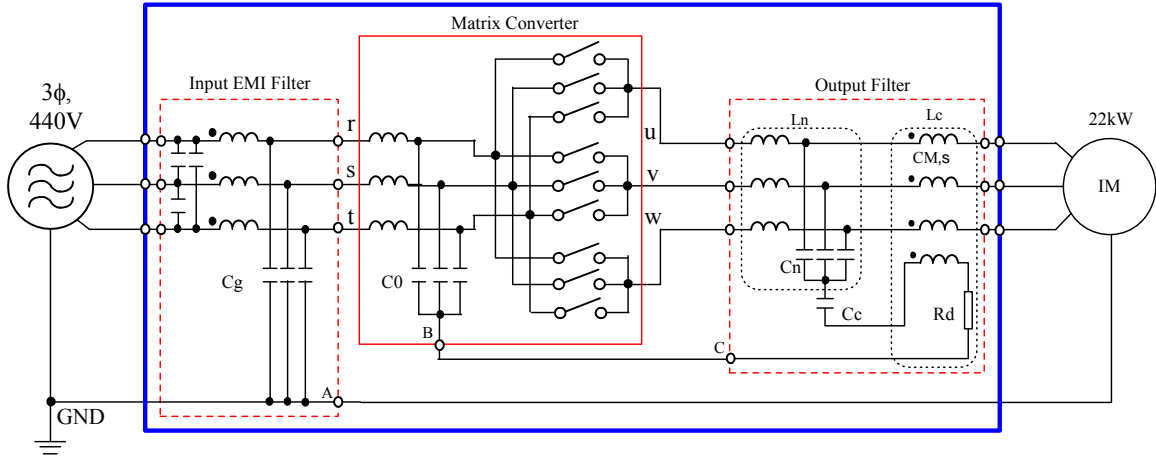 Matrix Converter
Input EMI Filter
Output Filter
3ϕ,
440V
22kW
r
s
t
u
v
w
Ln
Lc
CM,s
IM
Cg
C0
Cn
Cc
Rd
B
C
A
GND